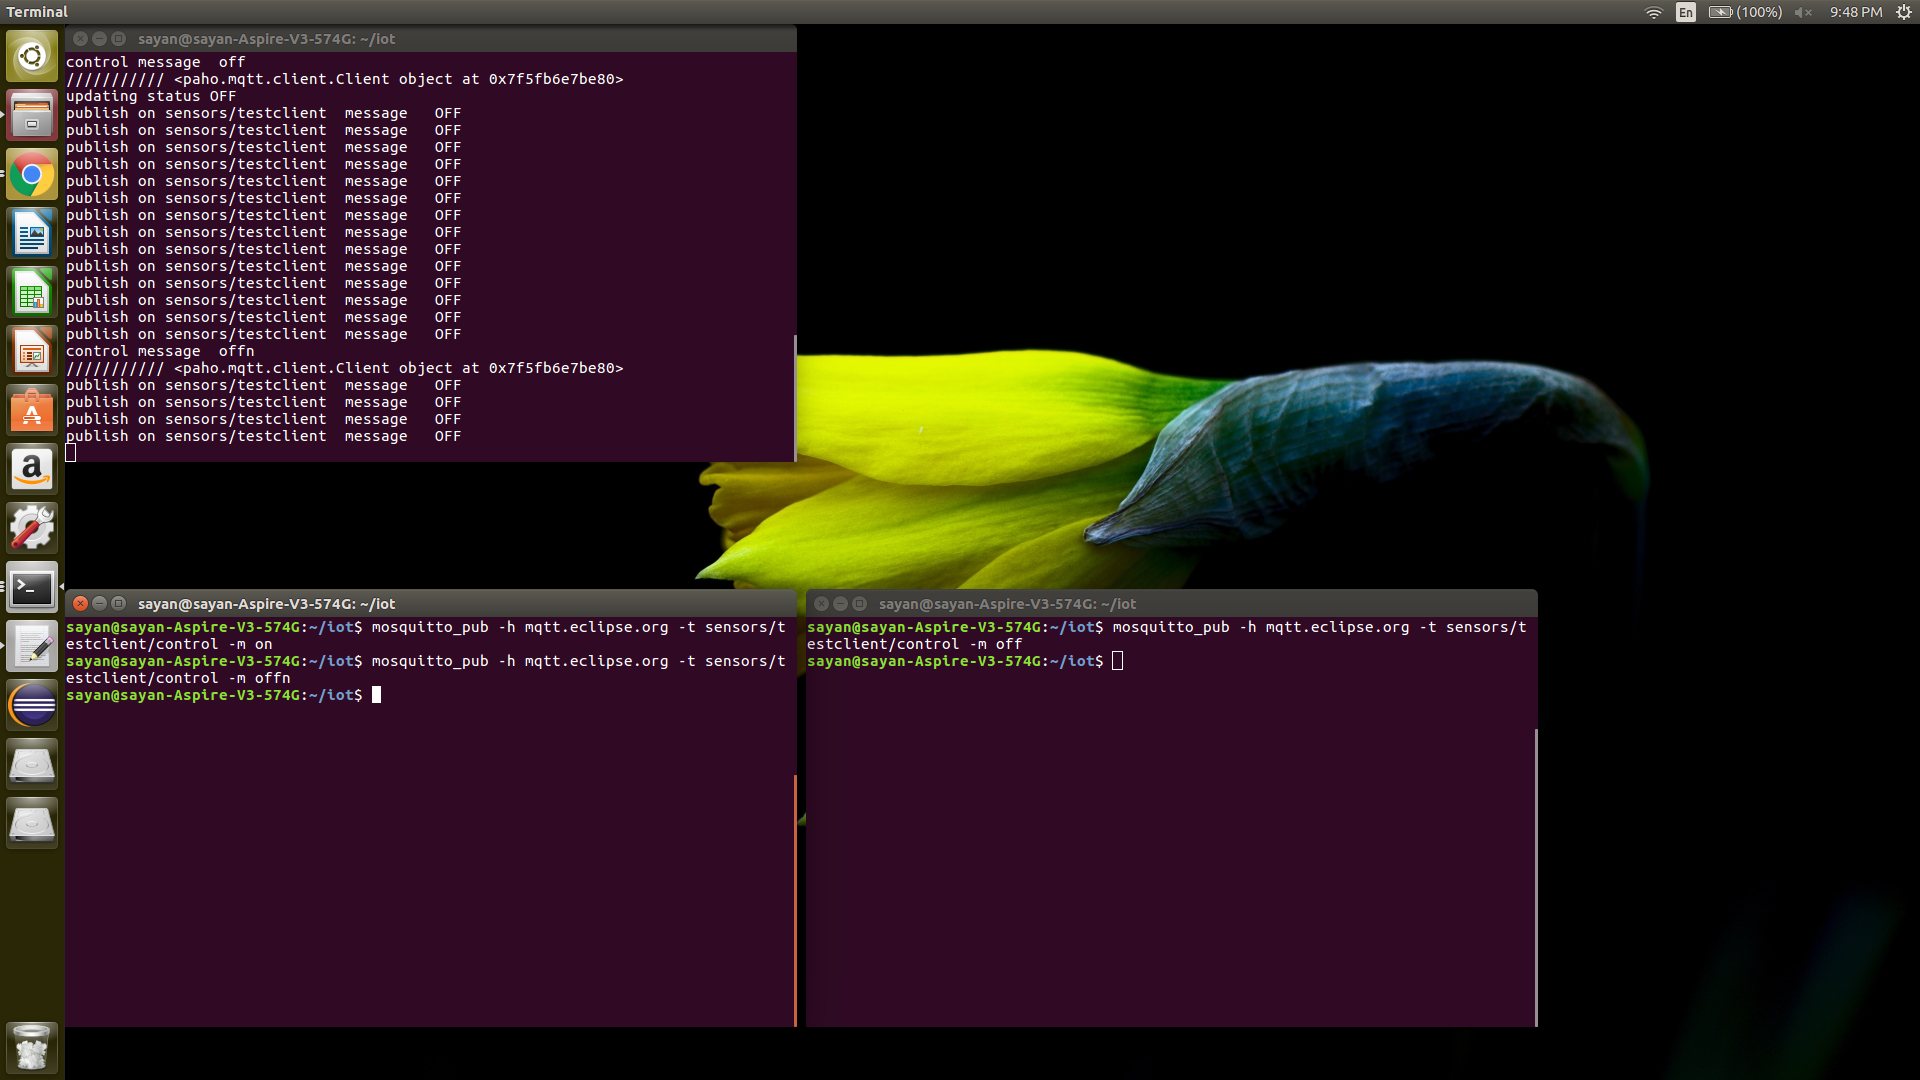 Terminal
En
(100%)
9:48 PM
sayan@sayan-Aspire-V3-574G: ~/iot
control message  off
/////////// <paho.mqtt.client.Client object at 0x7f5fb6e7be80>
updating status OFF
publish on sensors/testclient  message   OFF
publish on sensors/testclient  message   OFF
publish on sensors/testclient  message   OFF
publish on sensors/testclient  message   OFF
publish on sensors/testclient  message   OFF
publish on sensors/testclient  message   OFF
publish on sensors/testclient  message   OFF
publish on sensors/testclient  message   OFF
publish on sensors/testclient  message   OFF
publish on sensors/testclient  message   OFF
publish on sensors/testclient  message   OFF
publish on sensors/testclient  message   OFF
publish on sensors/testclient  message   OFF
publish on sensors/testclient  message   OFF
control message  offn
/////////// <paho.mqtt.client.Client object at 0x7f5fb6e7be80>
publish on sensors/testclient  message   OFF
publish on sensors/testclient  message   OFF
publish on sensors/testclient  message   OFF
publish on sensors/testclient  message   OFF
sayan@sayan-Aspire-V3-574G: ~/iot
sayan@sayan-Aspire-V3-574G:~/iot$ mosquitto_pub -h mqtt.eclipse.org -t sensors/t
estclient/control -m on
sayan@sayan-Aspire-V3-574G:~/iot$ mosquitto_pub -h mqtt.eclipse.org -t sensors/t
estclient/control -m offn
sayan@sayan-Aspire-V3-574G:~/iot$
sayan@sayan-Aspire-V3-574G: ~/iot
sayan@sayan-Aspire-V3-574G:~/iot$ mosquitto_pub -h mqtt.eclipse.org -t sensors/t
estclient/control -m off
sayan@sayan-Aspire-V3-574G:~/iot$